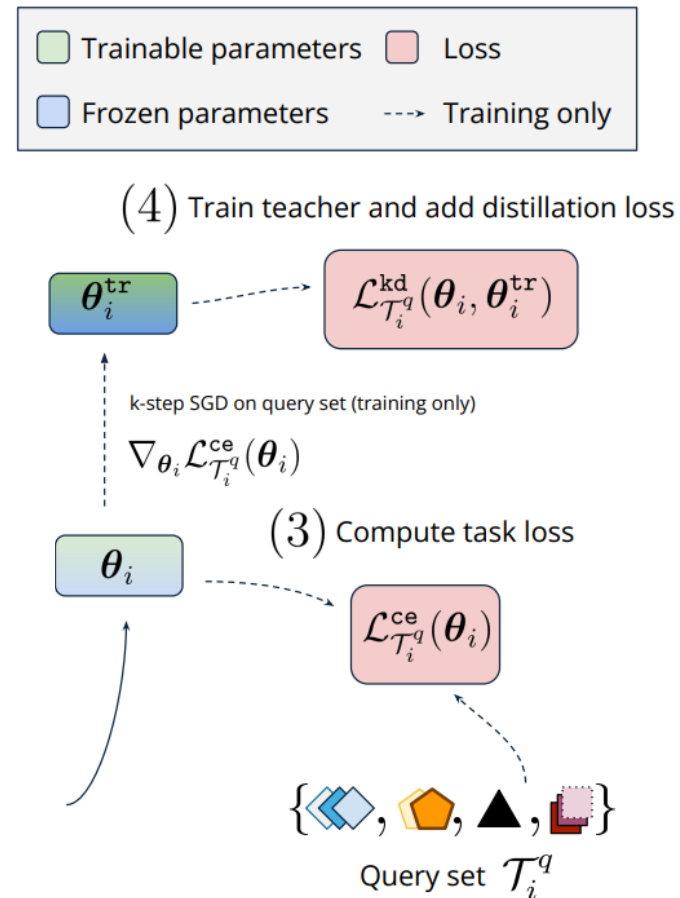 Trainable parameters Loss
Frozen parameters Training only
(4) Train teacher and add distillation loss
θ_i^tr
L^kd_{T_i^q}(θ_i, θ_i^tr)
k-step SGD on query set (training only)
∇_{θ_i} L^ce_{T_i^q}(θ_i)
(3) Compute task loss
θ_i
L^ce_{T_i^q}(θ_i)
{ , , , }
Query set T_i^q